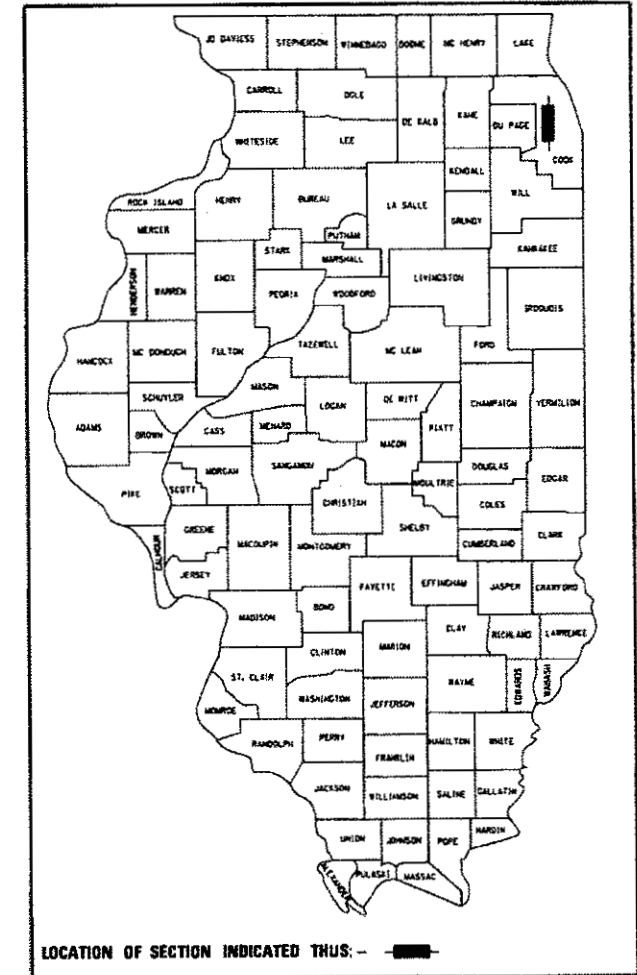 JO DAVIESS STEPHENSON WINNEBAGO BOONE MC HENRY LAKE
CARROLL OGLE DE KALB KANE DU PAGE COOK
WHITESIDE LEE
KENDALL WILL
ROCK ISLAND HENRY BUREAU LA SALLE GRUNDY
MERCER STARK PUTNAM MARSHALL KANKAKEE
HENDERSON WARREN KNOX PEORIA WOODFORD LIVINGSTON IROQUOIS
HANCOCK MC DONOUGH FULTON TAZEWELL MC LEAN FORD
MASON
SCHUYLER LOGAN DE WITT CHAMPAIGN VERMILION
ADAMS BROWN CASS MENARD MACON PIATT
PIKE SCOTT MORGAN SANGAMON MOULTRIE DOUGLAS EDGAR
CHRISTIAN COLES
GREENE SHELBY
CALHOUN MACOUPIN MONTGOMERY CUMBERLAND CLARK
JERSEY FAYETTE EFFINGHAM JASPER CRAWFORD
MADISON BOND
CLAY RICHLAND LAWRENCE
CLINTON MARION
ST. CLAIR WAYNE EDWARDS WABASH
MONROE WASHINGTON JEFFERSON
RANDOLPH PERRY HAMILTON WHITE
FRANKLIN
JACKSON WILLIAMSON SALINE GALLATIN
UNION JOHNSON POPE HARDIN
ALEXANDER PULASKI MASSAC
LOCATION OF SECTION INDICATED THUS: -